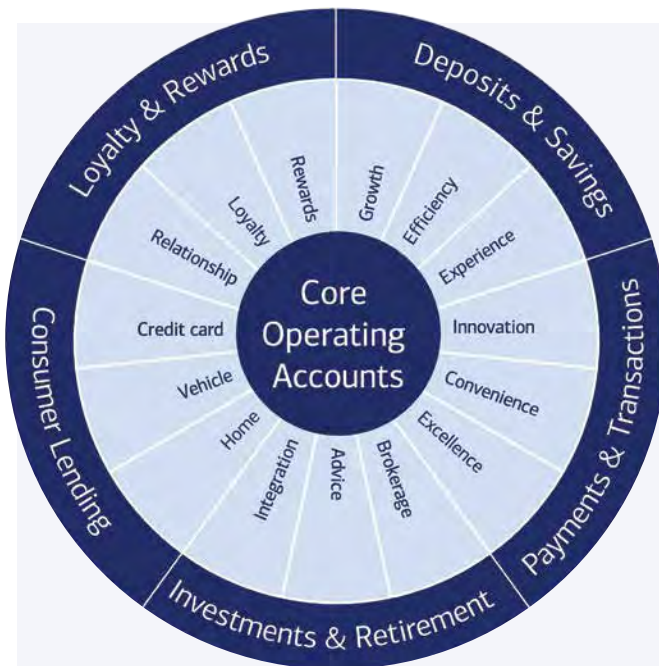 Loyalty & Rewards
Deposits & Savings
Payments & Transactions
Investments & Retirement
Consumer Lending
Rewards
Growth
Efficiency
Experience
Innovation
Convenience
Excellence
Brokerage
Advice
Integration
Home
Vehicle
Credit card
Relationship
Loyalty
Core
Operating
Accounts